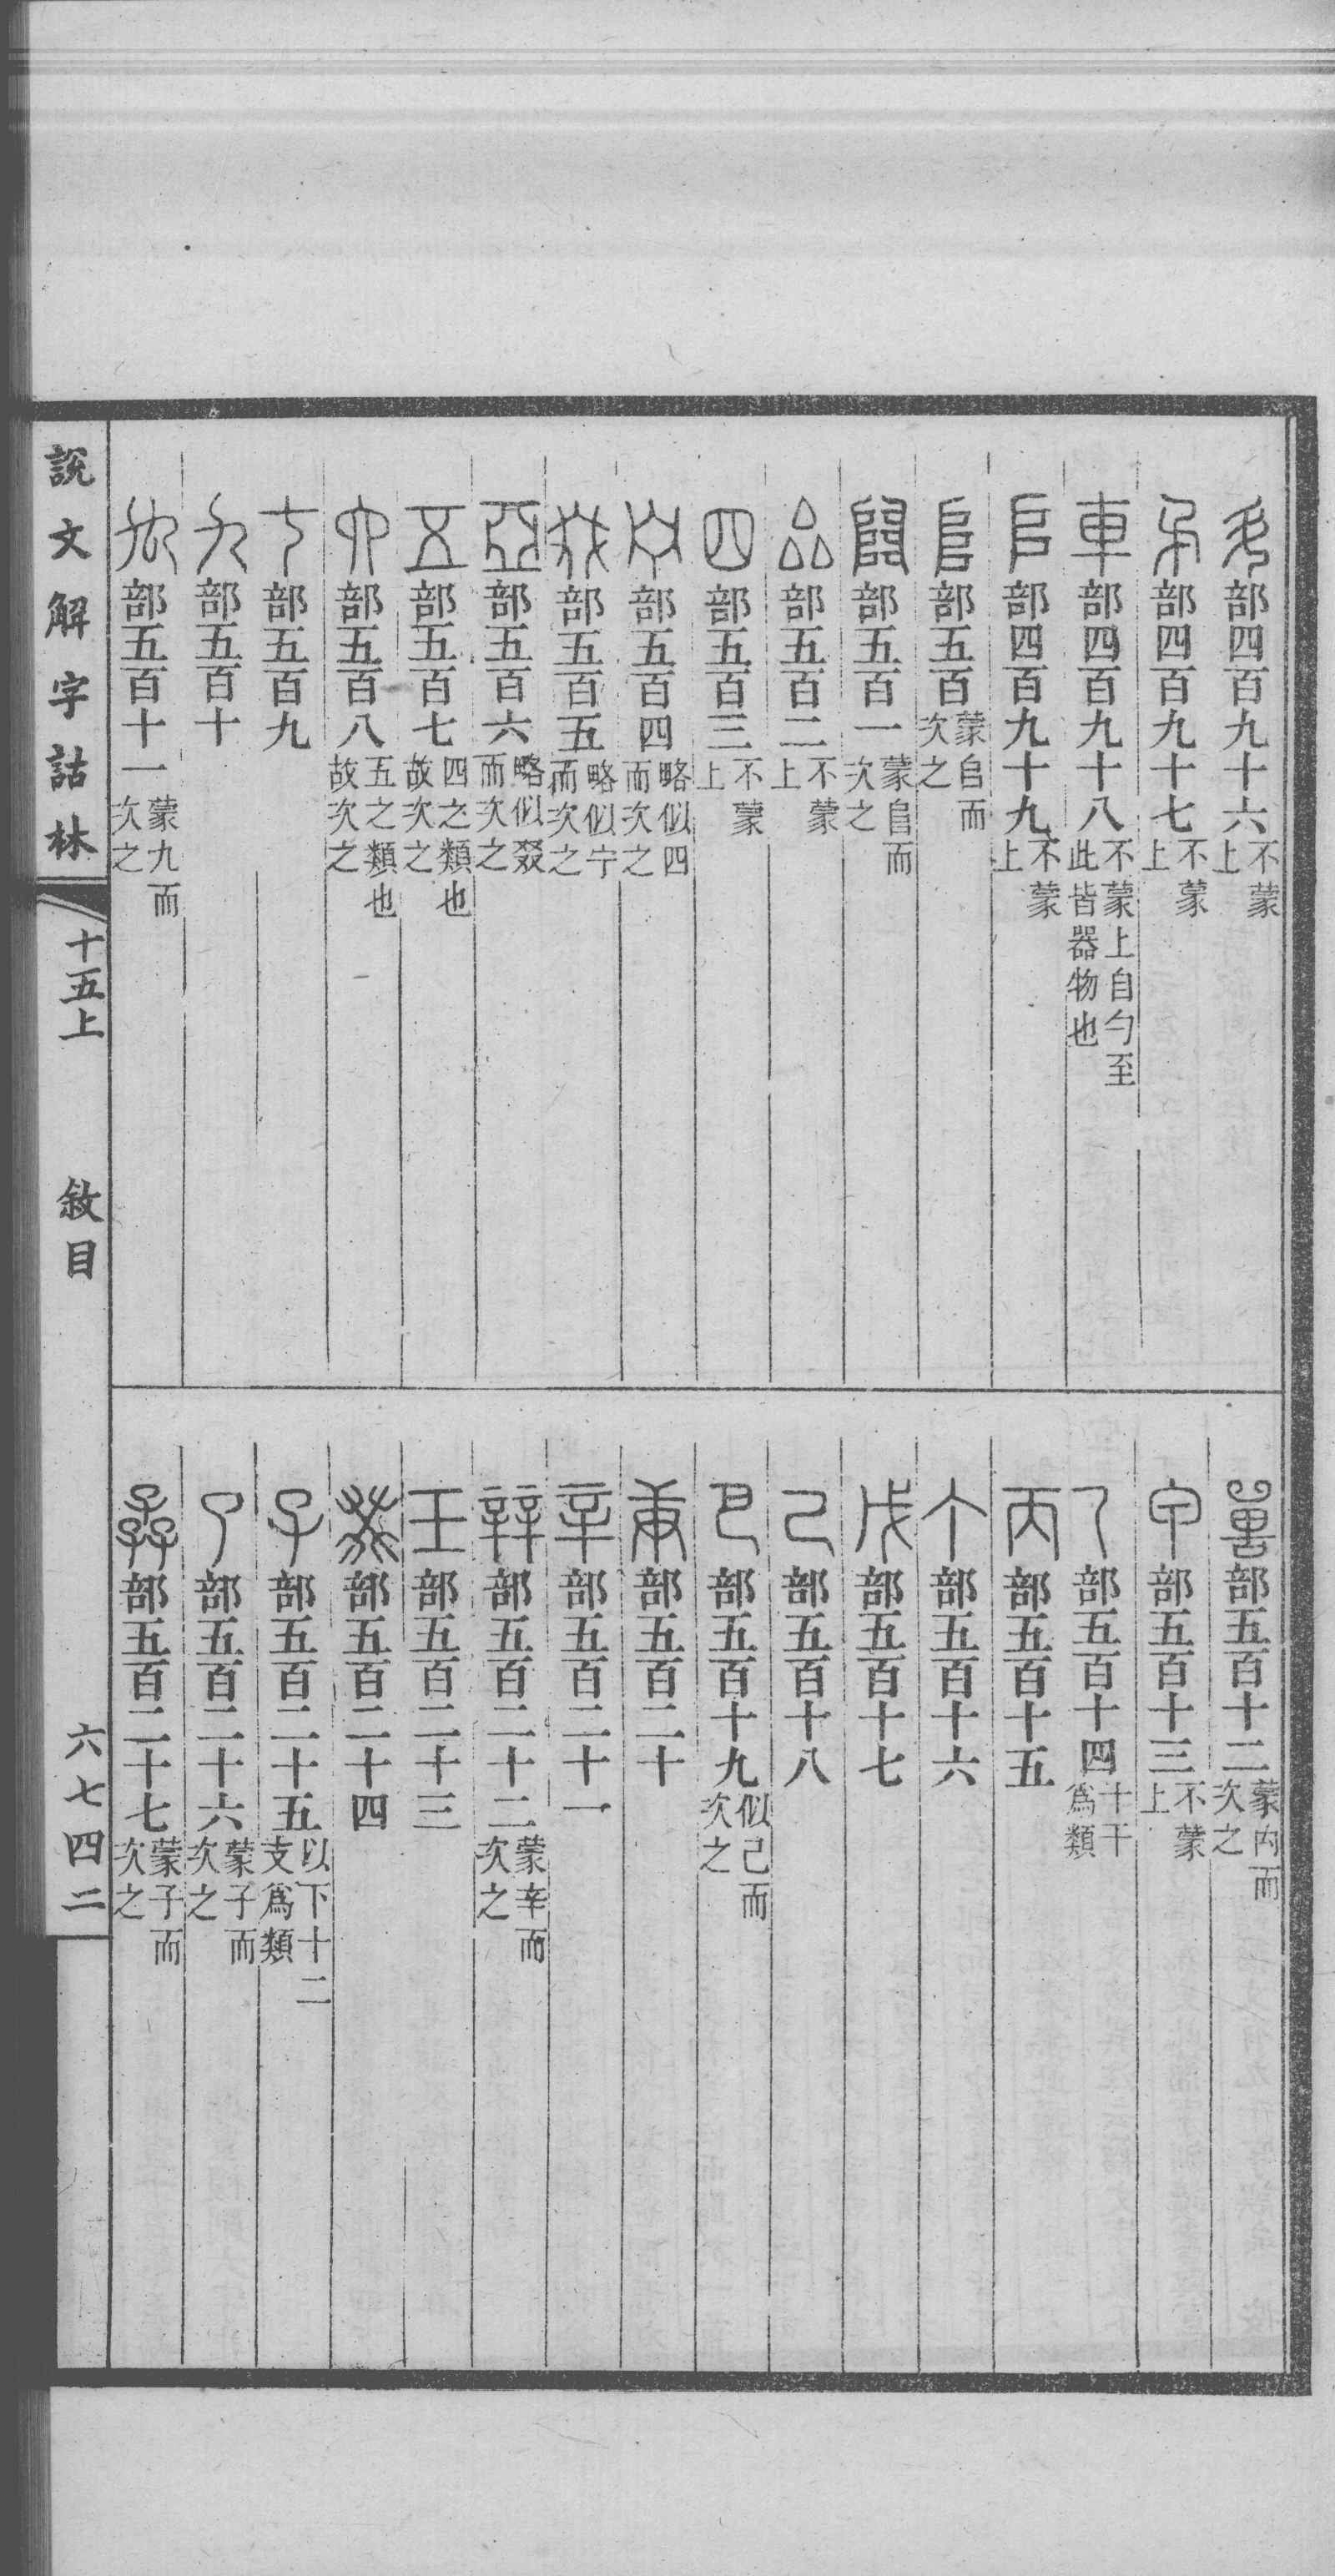 斗部四百九十六不蒙上
矛部四百九十七不蒙上
車部四百九十八不蒙上自勺至此皆器物也
𠂤部四百九十九不蒙上
𨸏部五百蒙𠂤而次之
𨺅部五百一蒙𨸏而次之
厽部五百二不蒙上
四部五百三不蒙上
宁部五百四略似四而次之
叕部五百五略似宁而次之
亞部五百六略似叕而次之
五部五百七四之類也故次之
六部五百八五之類也故次之
七部五百九
九部五百十
禸部五百十一蒙九而次之
嘼部五百十二蒙禸而次之
甲部五百十三不蒙上
乙部五百十四十干爲類
丙部五百十五
丁部五百十六
戊部五百十七
己部五百十八
巴部五百十九似己而次之
庚部五百二十
辛部五百二十一
辡部五百二十二蒙辛而次之
壬部五百二十三
癸部五百二十四
子部五百二十五以下十二支爲類
了部五百二十六蒙子而次之
孨部五百二十七蒙子而次之
說文解字詁林 十五上 敘目 六七四二